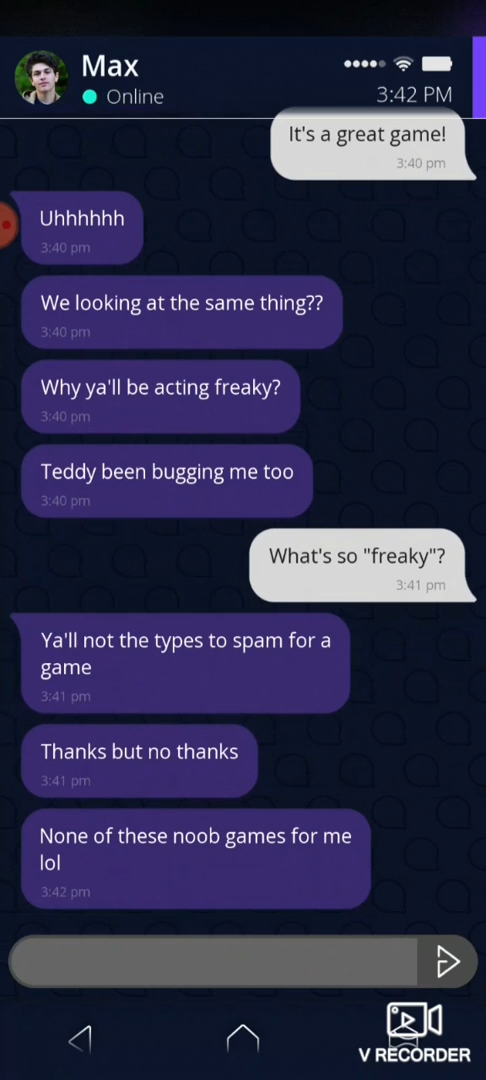 Max
Online
3:42 PM
It's a great game!
3:40 pm
Uhhhhhh
3:40 pm
We looking at the same thing??
3:40 pm
Why ya'll be acting freaky?
3:40 pm
Teddy been bugging me too
3:40 pm
What's so "freaky"?
3:41 pm
Ya'll not the types to spam for a
game
3:41 pm
Thanks but no thanks
3:41 pm
None of these noob games for me
lol
3:42 pm
V RECORDER